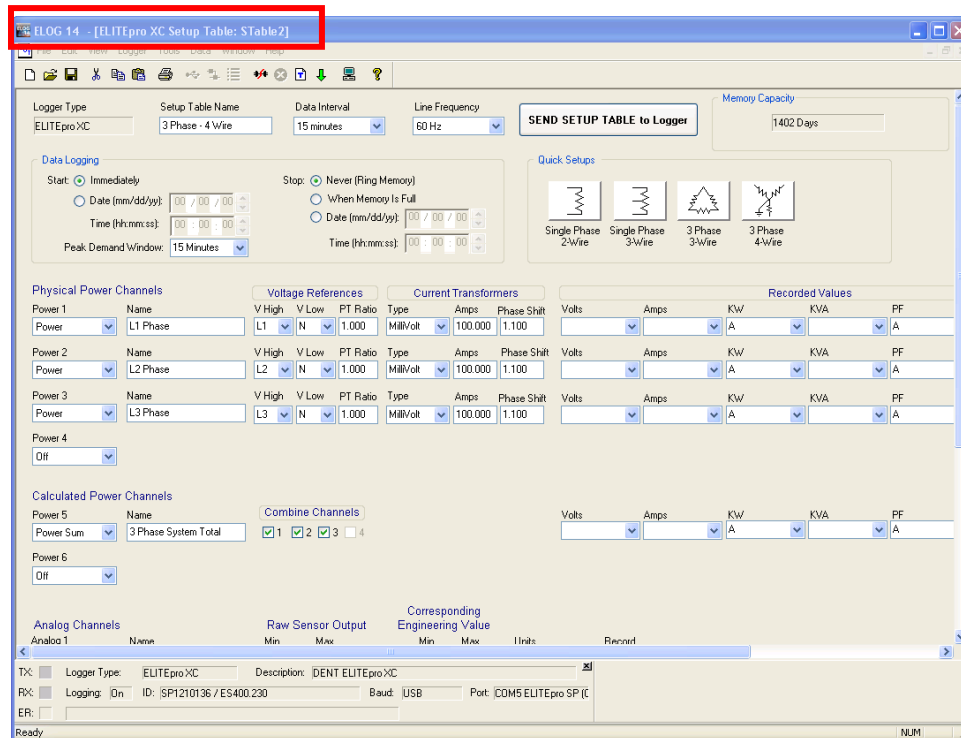 ELOG 14 - [ELITEpro XC Setup Table: STable2]
File Edit View Logger Tools Data Window Help
Logger Type Setup Table Name Data Interval Line Frequency Memory Capacity
ELITEpro XC 3 Phase - 4 Wire 15 minutes 60 Hz SEND SETUP TABLE to Logger 1402 Days
Data Logging Quick Setups
Start: Immediately Stop: Never (Ring Memory)
Date (mm/dd/yy): 00 / 00 / 00 When Memory Is Full
Time (hh:mm:ss): 00 : 00 : 00 Date (mm/dd/yy): 00 / 00 / 00
Peak Demand Window: 15 Minutes Time (hh:mm:ss): 00 : 00 : 00
Single Phase 2-Wire Single Phase 3-Wire 3 Phase 3-Wire 3 Phase 4-Wire
Physical Power Channels Voltage References Current Transformers Recorded Values
Power 1 Name V High V Low PT Ratio Type Amps Phase Shift Volts Amps KW KVA PF
Power L1 Phase L1 N 1.000 MilliVolt 100.000 1.100 A A
Power 2 Name V High V Low PT Ratio Type Amps Phase Shift Volts Amps KW KVA PF
Power L2 Phase L2 N 1.000 MilliVolt 100.000 1.100 A A
Power 3 Name V High V Low PT Ratio Type Amps Phase Shift Volts Amps KW KVA PF
Power L3 Phase L3 N 1.000 MilliVolt 100.000 1.100 A A
Power 4
Off
Calculated Power Channels
Power 5 Name Combine Channels Volts Amps KW KVA PF
Power Sum 3 Phase System Total 1 2 3 4 A A
Power 6
Off
Analog Channels Raw Sensor Output Corresponding Engineering Value
Analog 1 Name Min Max Min Max Units Record
TX: Logger Type: ELITEpro XC Description: DENT ELITEpro XC
RX: Logging: On ID: SP1210136 / ES400.230 Baud: USB Port: COM5 ELITEpro SP (C
ER:
Ready NUM